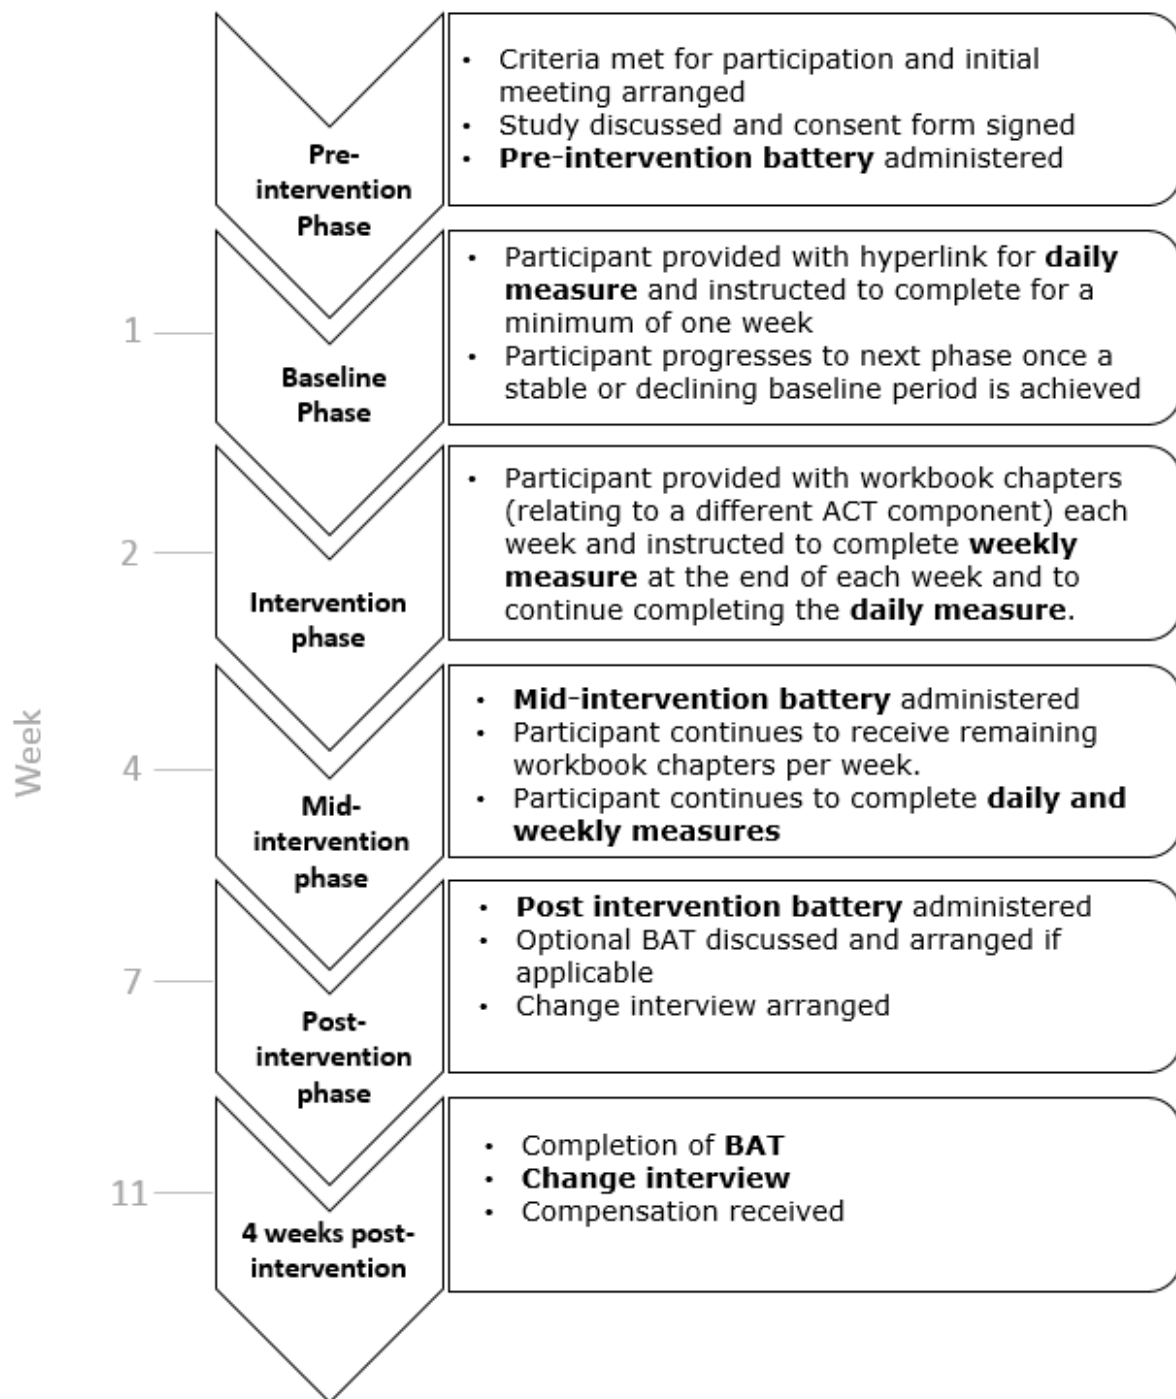 • Criteria met for participation and initial
meeting arranged
• Study discussed and consent form signed
• Pre-intervention battery administered
Pre-
intervention
Phase
• Participant provided with hyperlink for daily
measure and instructed to complete for a
minimum of one week
• Participant progresses to next phase once a
stable or declining baseline period is achieved
1
Baseline
Phase
• Participant provided with workbook chapters
(relating to a different ACT component) each
week and instructed to complete weekly
measure at the end of each week and to
continue completing the daily measure.
2
Intervention
phase
Week
• Mid-intervention battery administered
• Participant continues to receive remaining
workbook chapters per week.
• Participant continues to complete daily and
weekly measures
4
Mid-
intervention
phase
• Post intervention battery administered
• Optional BAT discussed and arranged if
applicable
• Change interview arranged
7
Post-
intervention
phase
• Completion of BAT
• Change interview
• Compensation received
11
4 weeks post-
intervention